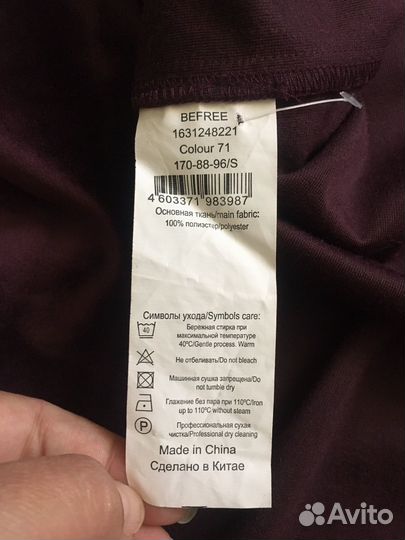 BEFREE
1631248221
Colour 71
170-88-96/S
4 603371 983987
Основная ткань/main fabric:
100% полиэстер/polyester
Символы ухода/Symbols care:
40
Бережная стирка при
максимальной температуре
40ºC/Gentle process. Warm
Не отбеливать/Do not bleach
Машинная сушка запрещена/Do
not tumble dry
Глажение без пара при 110ºC/Iron
up to 110ºC without steam
P
Профессиональная сухая
чистка/Professional dry cleaning
Made in China
Сделано в Китае
Avito